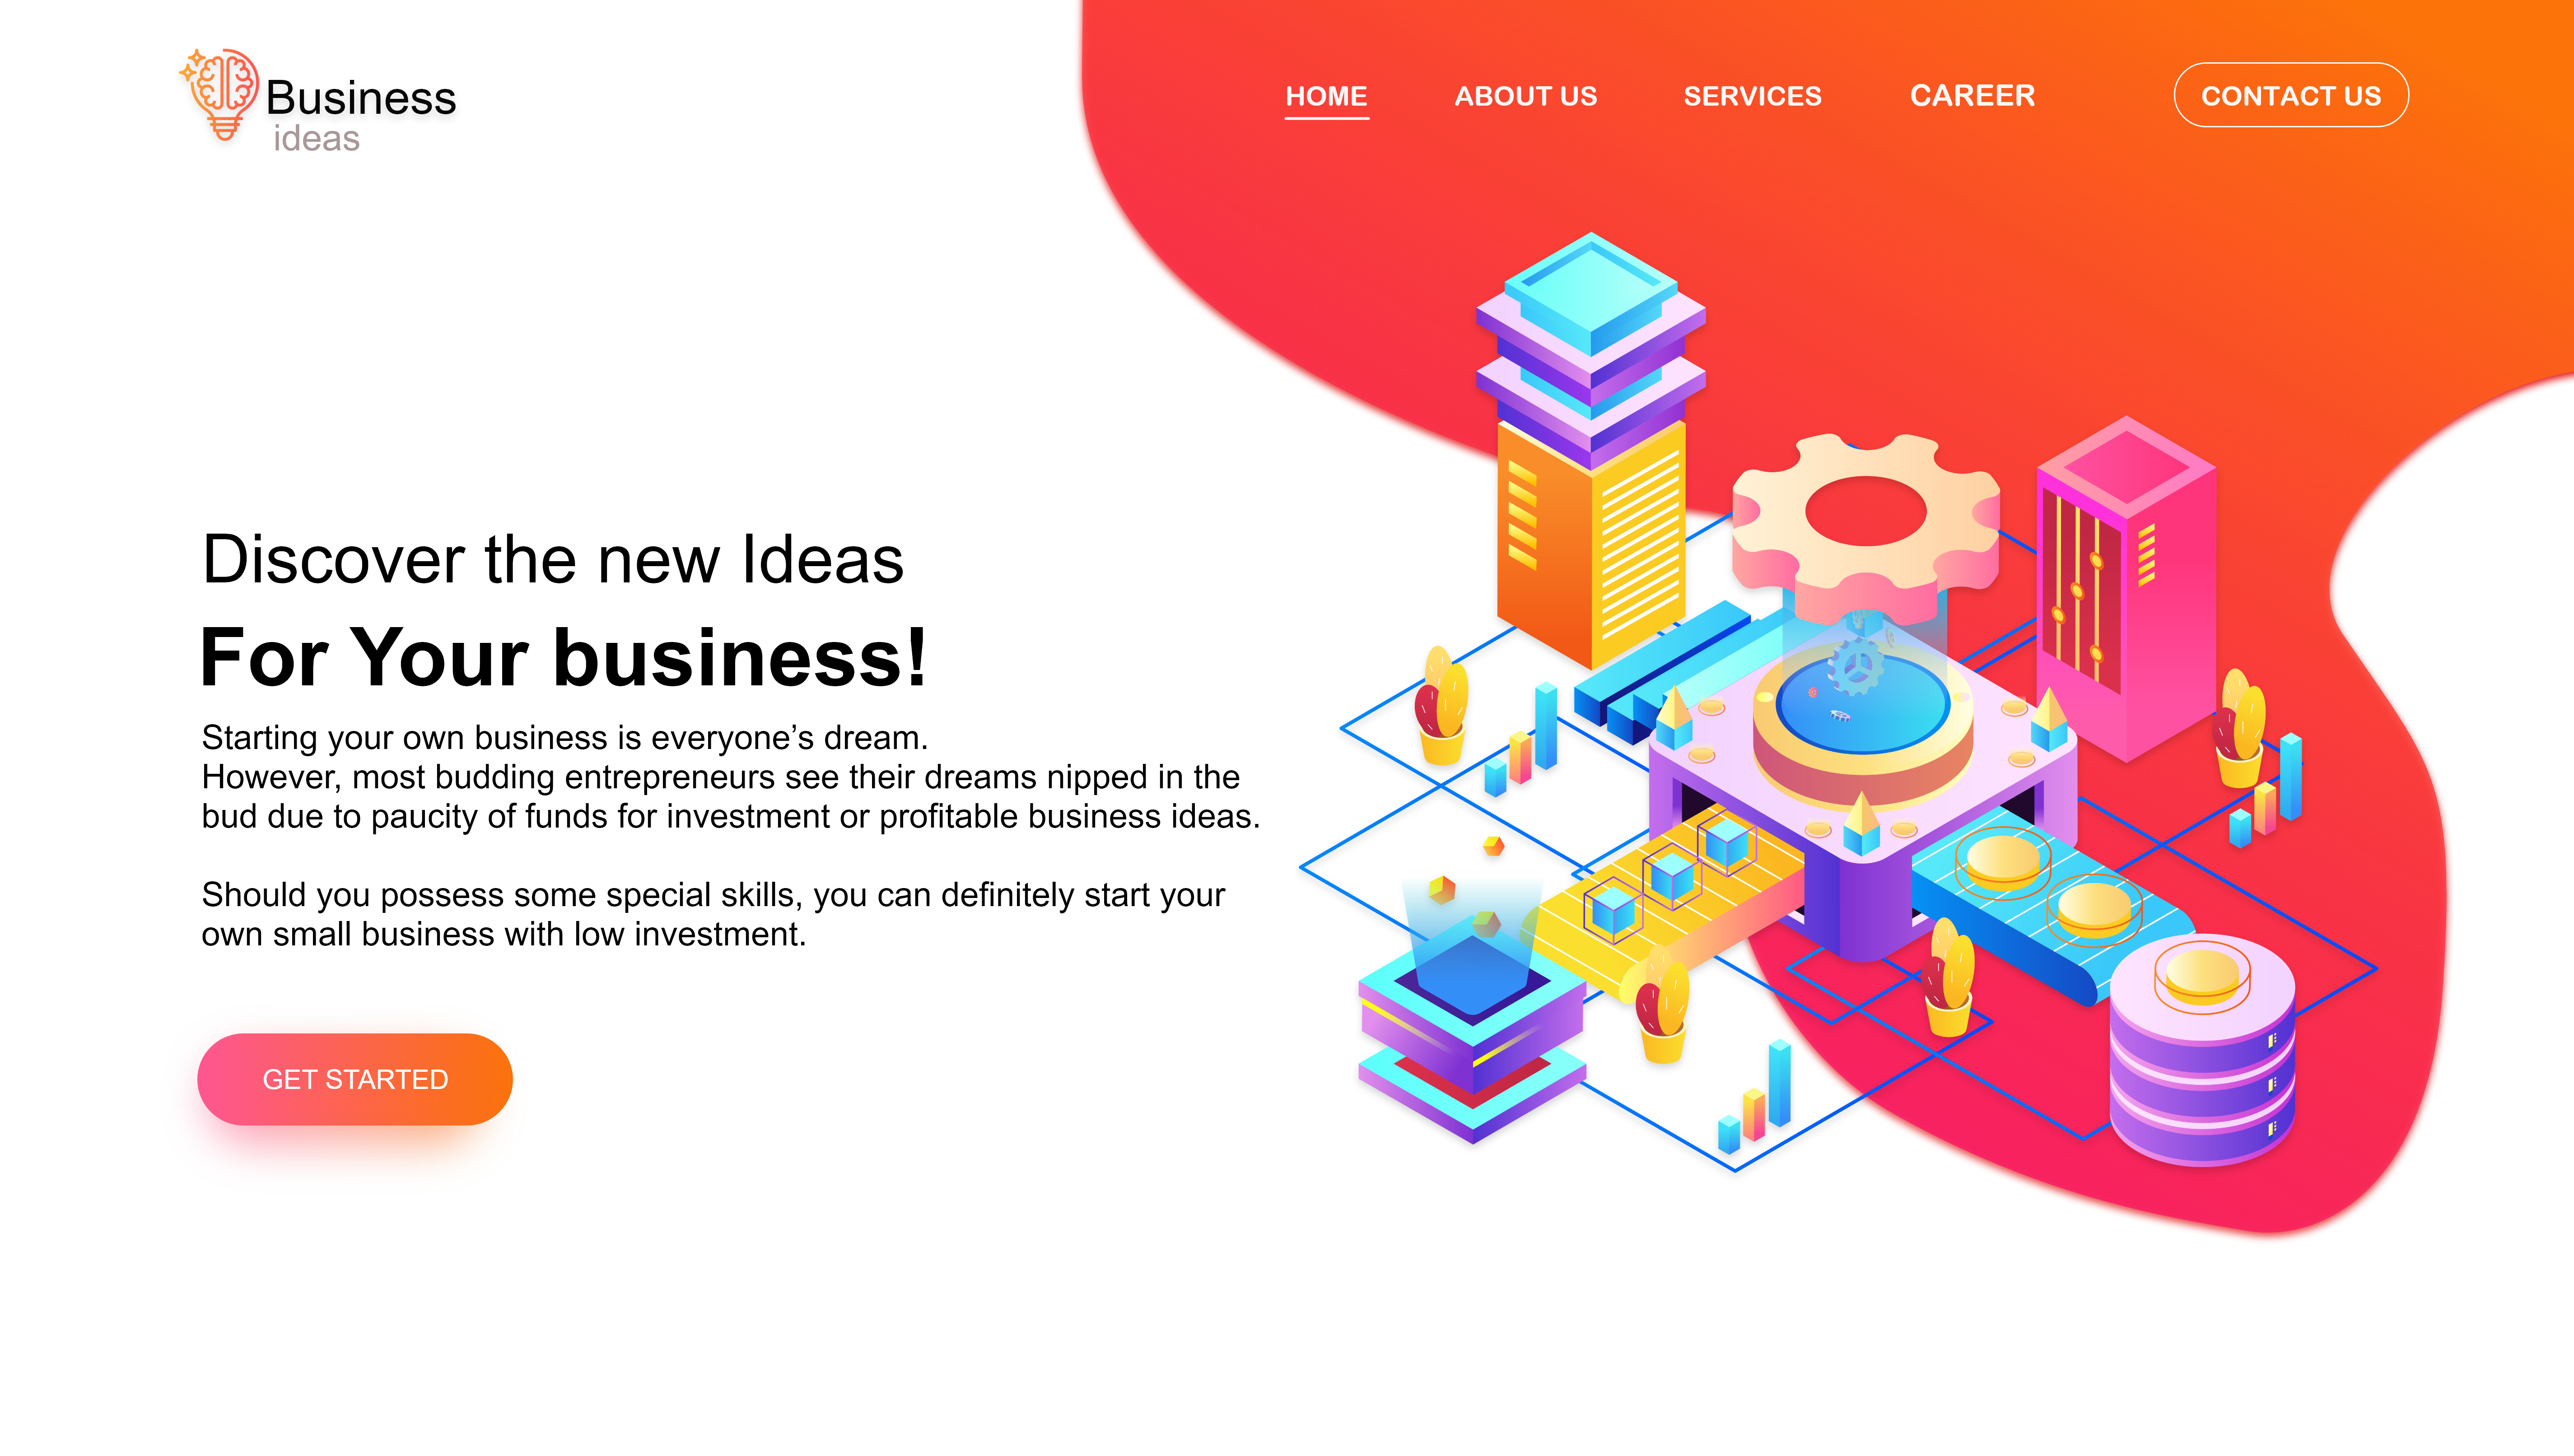 Business
ideas
HOME
ABOUT US
SERVICES
CAREER
CONTACT US
Discover the new Ideas
For Your business!
Starting your own business is everyone’s dream.
However, most budding entrepreneurs see their dreams nipped in the
bud due to paucity of funds for investment or profitable business ideas.
Should you possess some special skills, you can definitely start your
own small business with low investment.
GET STARTED